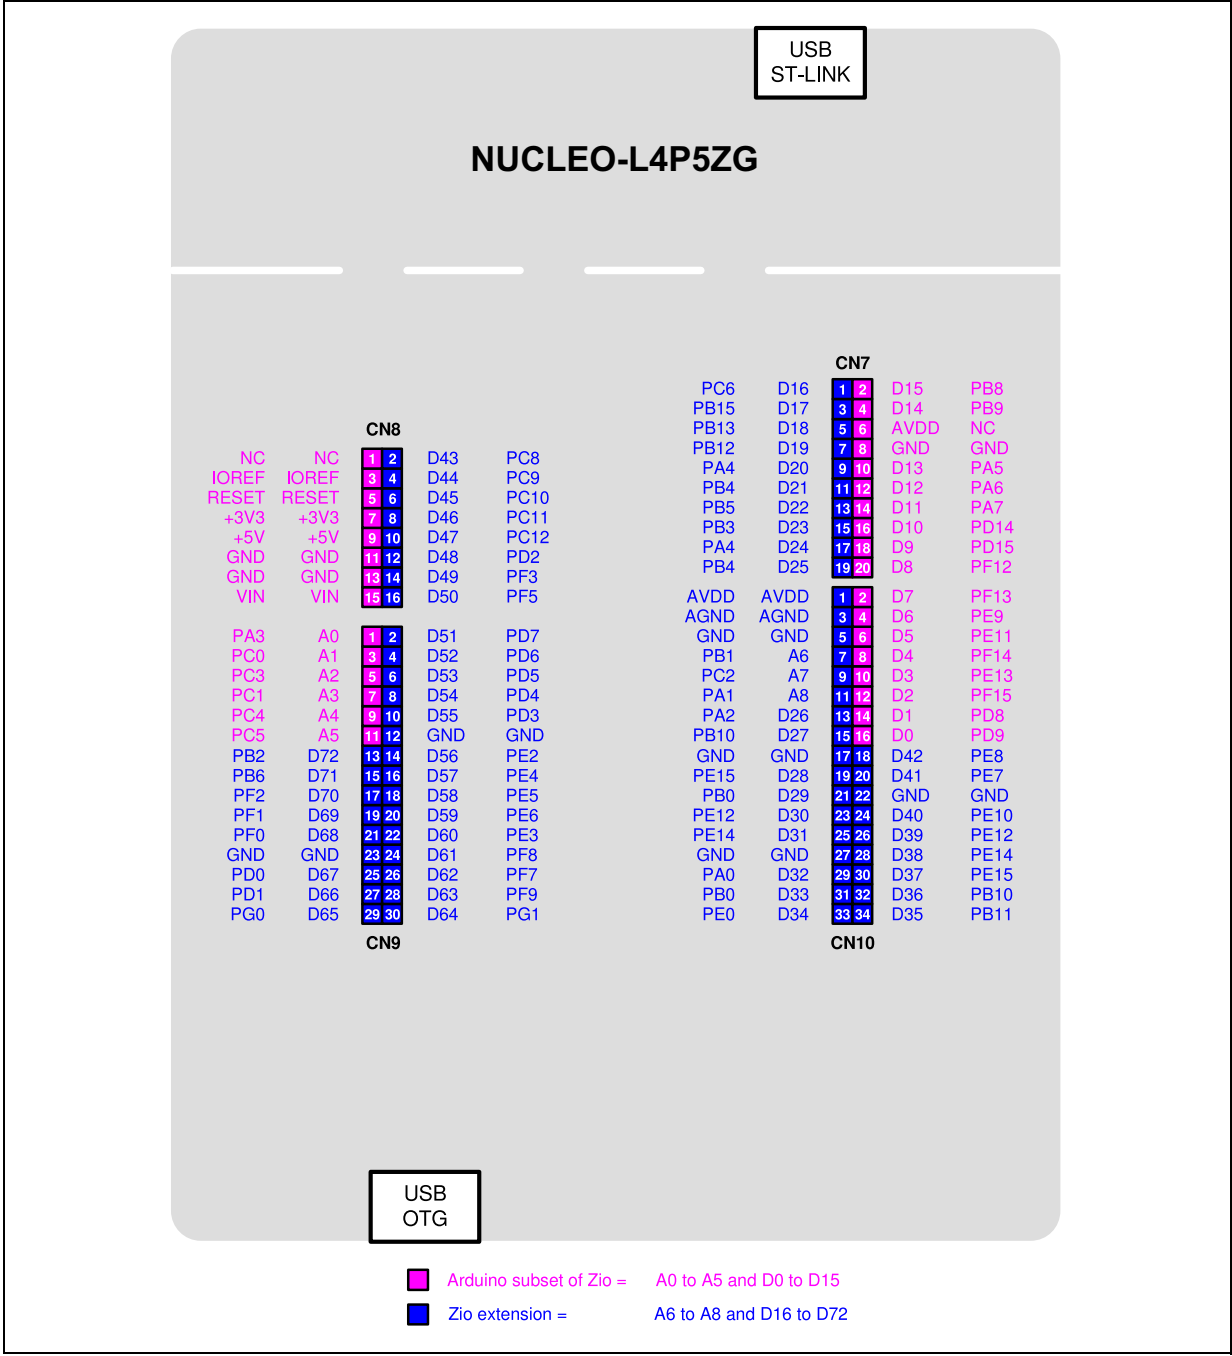 USB
ST-LINK
NUCLEO-L4P5ZG
CN8
NC NC 1 2 D43 PC8
IOREF IOREF 3 4 D44 PC9
RESET RESET 5 6 D45 PC10
+3V3 +3V3 7 8 D46 PC11
+5V +5V 9 10 D47 PC12
GND GND 11 12 D48 PD2
GND GND 13 14 D49 PF3
VIN VIN 15 16 D50 PF5
PA3 A0 1 2 D51 PD7
PC0 A1 3 4 D52 PD6
PC3 A2 5 6 D53 PD5
PC1 A3 7 8 D54 PD4
PC4 A4 9 10 D55 PD3
PC5 A5 11 12 GND GND
PB2 D72 13 14 D56 PE2
PB6 D71 15 16 D57 PE4
PF2 D70 17 18 D58 PE5
PF1 D69 19 20 D59 PE6
PF0 D68 21 22 D60 PE3
GND GND 23 24 D61 PF8
PD0 D67 25 26 D62 PF7
PD1 D66 27 28 D63 PF9
PG0 D65 29 30 D64 PG1
CN9
CN7
PC6 D16 1 2 D15 PB8
PB15 D17 3 4 D14 PB9
PB13 D18 5 6 AVDD NC
PB12 D19 7 8 GND GND
PA4 D20 9 10 D13 PA5
PB4 D21 11 12 D12 PA6
PB5 D22 13 14 D11 PA7
PB3 D23 15 16 D10 PD14
PA4 D24 17 18 D9 PD15
PB4 D25 19 20 D8 PF12
AVDD AVDD 1 2 D7 PF13
AGND AGND 3 4 D6 PE9
GND GND 5 6 D5 PE11
PB1 A6 7 8 D4 PF14
PC2 A7 9 10 D3 PE13
PA1 A8 11 12 D2 PF15
PA2 D26 13 14 D1 PD8
PB10 D27 15 16 D0 PD9
GND GND 17 18 D42 PE8
PE15 D28 19 20 D41 PE7
PB0 D29 21 22 GND GND
PE12 D30 23 24 D40 PE10
PE14 D31 25 26 D39 PE12
GND GND 27 28 D38 PE14
PA0 D32 29 30 D37 PE15
PB0 D33 31 32 D36 PB10
PE0 D34 33 34 D35 PB11
CN10
USB
OTG
Arduino subset of Zio = A0 to A5 and D0 to D15
Zio extension = A6 to A8 and D16 to D72